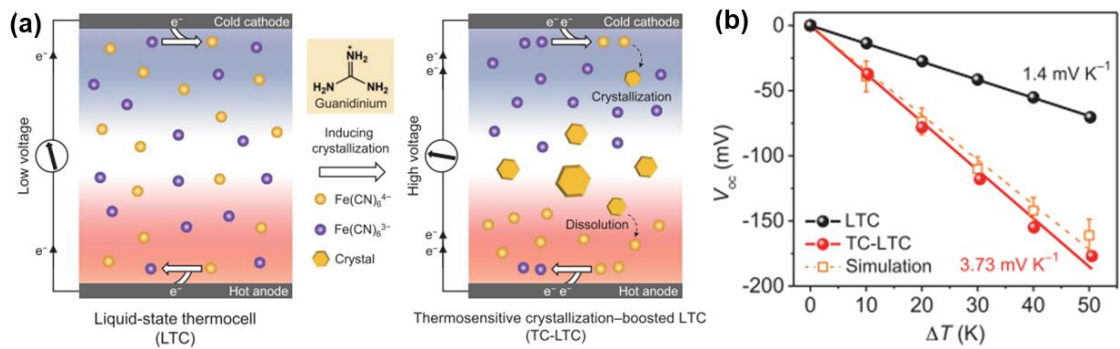 (a)
Cold cathode
e⁻
e⁻
Low voltage
e⁻
e⁻
Hot anode
Liquid-state thermocell
(LTC)
NH₂
+
H₂N
NH₂
Guanidinium
Inducing
crystallization
Fe(CN)₆⁴⁻
Fe(CN)₆³⁻
Crystal
Cold cathode
e⁻ e⁻
e⁻
Crystallization
High voltage
Dissolution
e⁻
e⁻ e⁻
Hot anode
Thermosensitive crystallization–boosted LTC
(TC-LTC)
(b)
0
-50
-100
-150
-200
Voc (mV)
1.4 mV K⁻¹
LTC
TC-LTC
Simulation
3.73 mV K⁻¹
0 10 20 30 40 50
ΔT (K)